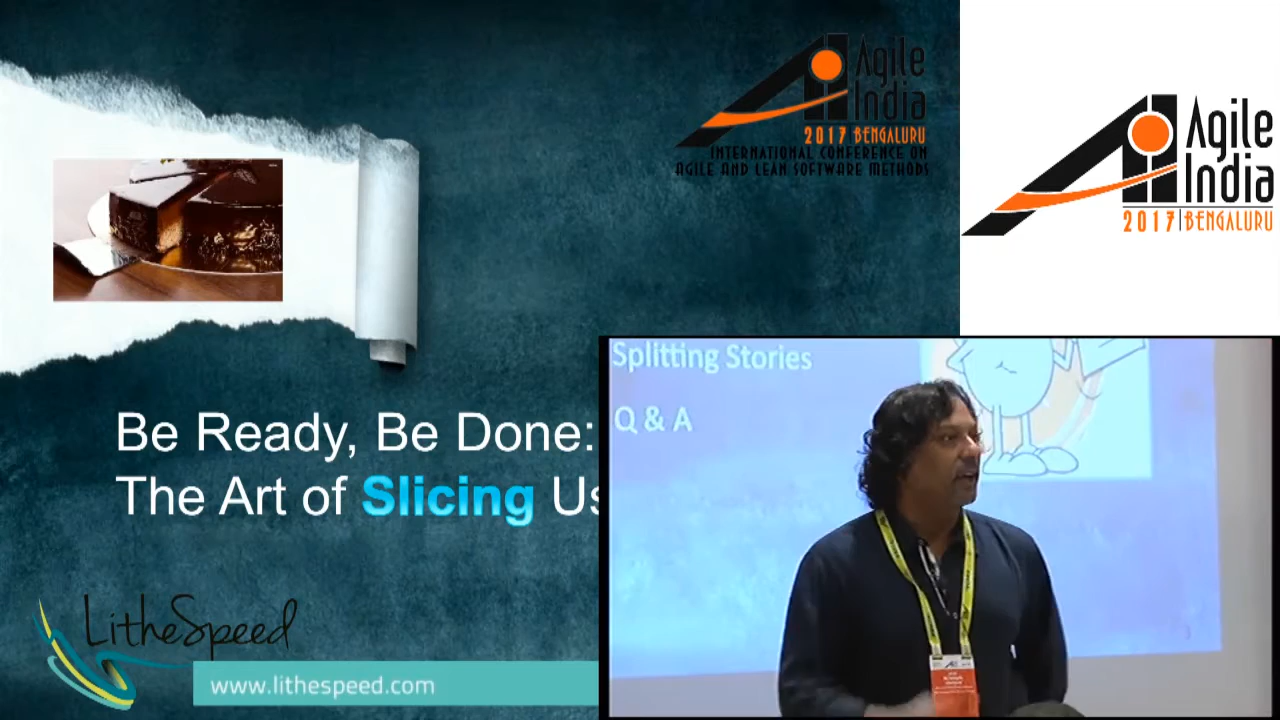 Agile
India
2017 BENGALURU
INTERNATIONAL CONFERENCE ON
AGILE AND LEAN SOFTWARE METHODS
Agile
India
2017 BENGALURU
Be Ready, Be Done:
The Art of Slicing Us
Splitting Stories
Q & A
LitheSpeed
www.lithespeed.com